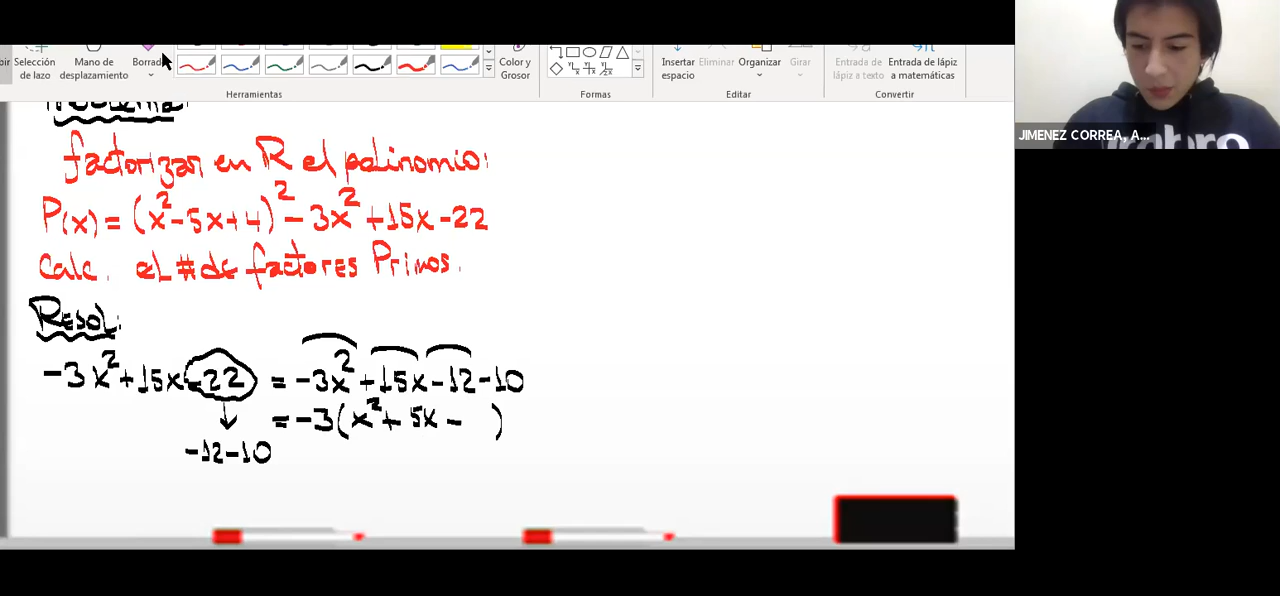 Selección de lazo
Mano de desplazamiento
Borrad
Herramientas
Color y Grosor
Formas
Insertar espacio
Eliminar
Organizar
Girar
Editar
Entrada de lápiz a texto
Entrada de lápiz a matemáticas
Convertir
JIMENEZ CORREA, A...
factorizar en R el polinomio:
P(x) = (x²-5x+4)² - 3x² + 15x - 22
Calc. el # de factores Primos.
Resol:
-3x² + 15x - 22 = -3x² + 15x - 12 - 10
= -3(x² + 5x - )
-12-10